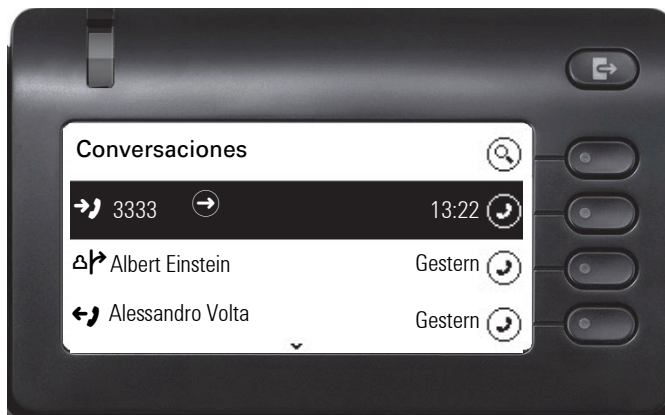 Conversaciones
3333 13:22
Albert Einstein Gestern
Alessandro Volta Gestern